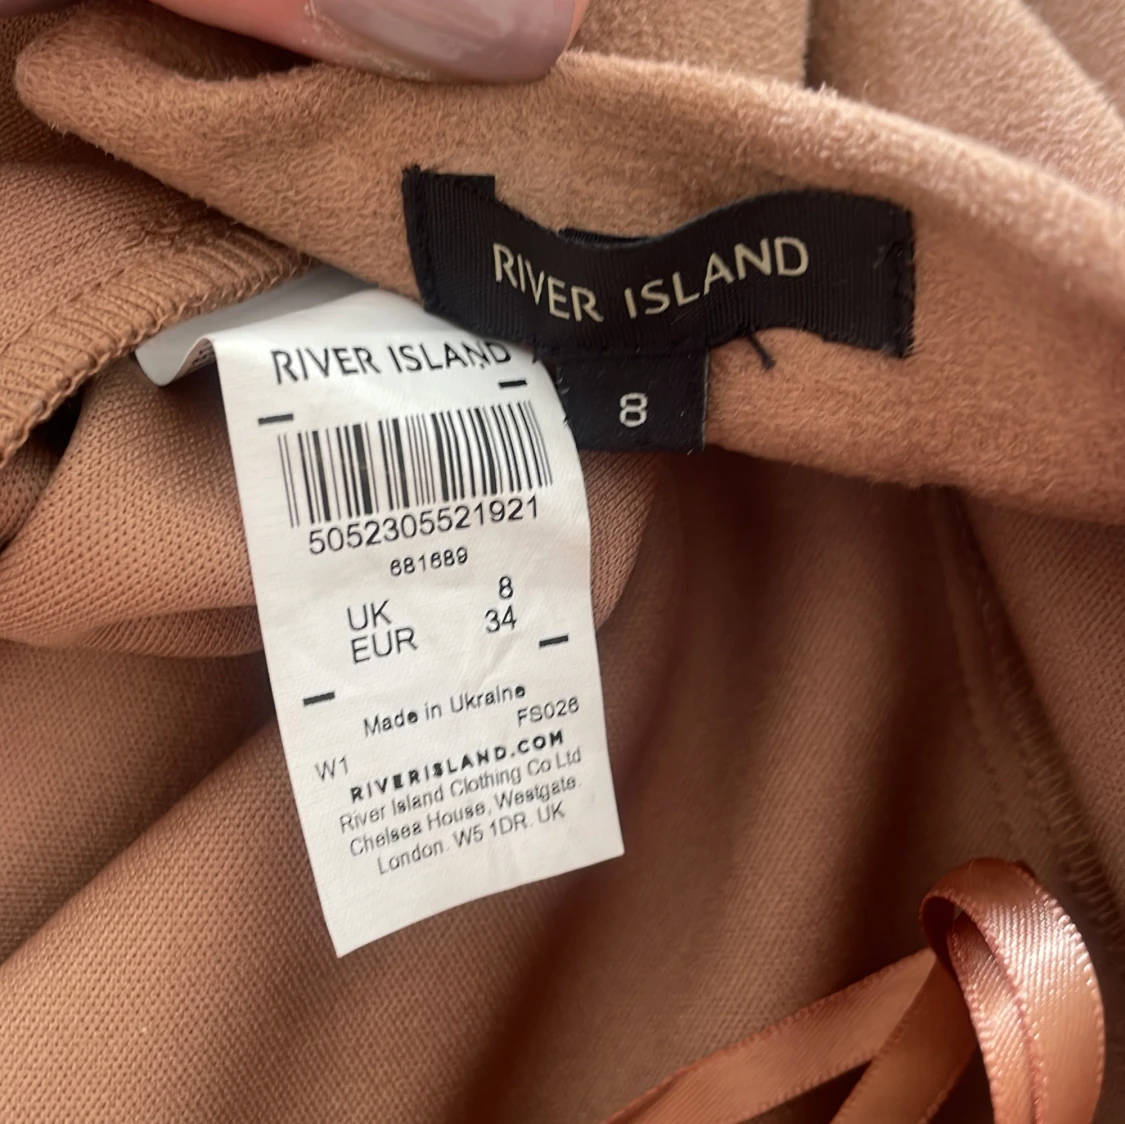 RIVER ISLAND
8
RIVER ISLAND
5052305521921
681689
8
UK
34
EUR
Made in Ukraine
FS026
W1
RIVERISLAND.COM
River Island Clothing Co Ltd
Chelsea House, Westgate.
London. W5 1DR. UK